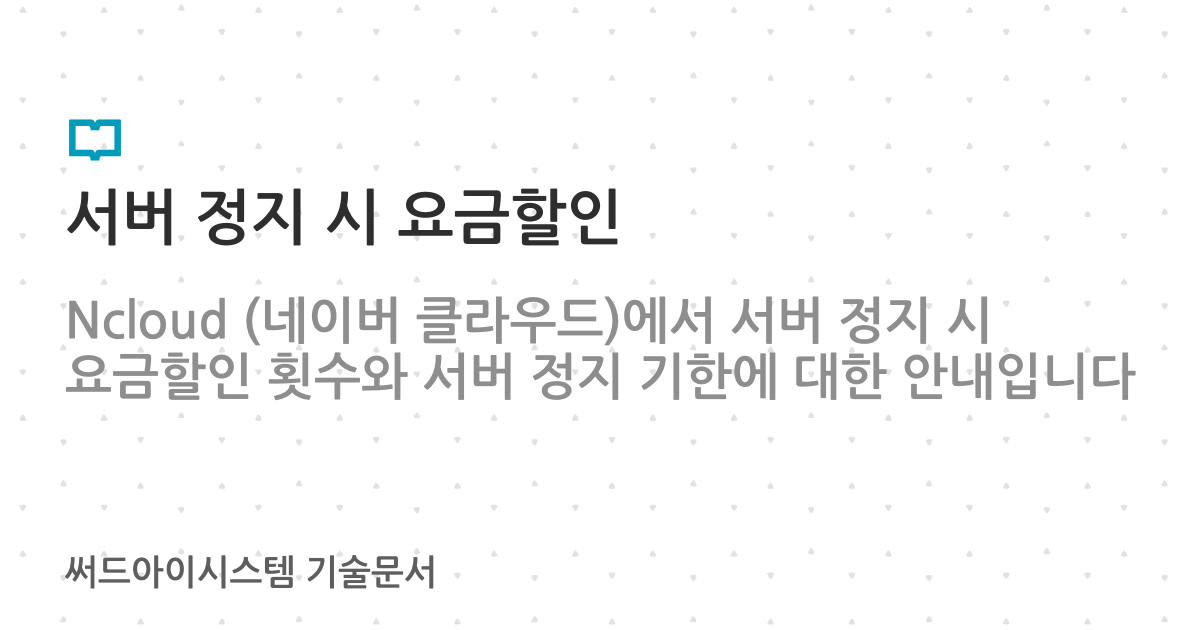 서버 정지 시 요금할인
Ncloud (네이버 클라우드)에서 서버 정지 시
요금할인 횟수와 서버 정지 기한에 대한 안내입니다
써드아이시스템 기술문서